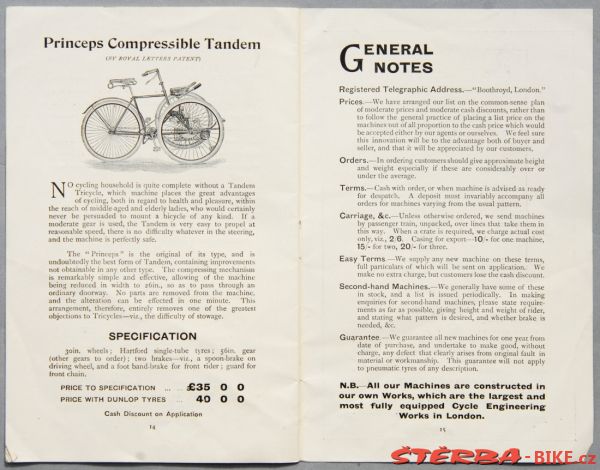 Princeps Compressible Tandem
(BY ROYAL LETTERS PATENT)
NO cycling household is quite complete without a Tandem
Tricycle, which machine places the great advantages
of cycling, both in regard to health and pleasure, within
the reach of middle-aged and elderly ladies, who would certainly
never be persuaded to mount a bicycle of any kind. If a
moderate gear is used, the Tandem is very easy to propel at
reasonable speed, there is no difficulty whatever in the steering,
and the machine is perfectly safe.
The "Princeps" is the original of its type, and is
undoubtedly the best form of Tandem, containing improvements
not obtainable in any other type. The compressing mechanism
is remarkably simple and effective, allowing of the machine
being reduced in width to 26in., so as to pass through an
ordinary doorway. No parts are removed from the machine,
and the alteration can be effected in one minute. This
arrangement, therefore, entirely removes one of the greatest
objections to Tricycles—viz., the difficulty of stowage.
SPECIFICATION
30in. wheels; Hartford single-tube tyres; 56in. gear
(other gears to order); two brakes—viz., a spoon-brake on
driving wheel, and a foot band-brake for front rider; guard for
front chain.
PRICE TO SPECIFICATION ... ... £35 0 0
PRICE WITH DUNLOP TYRES ... 40 0 0
Cash Discount on Application
14
GENERAL
NOTES
Registered Telegraphic Address.—"Boothroyd, London."
Prices.—We have arranged our list on the common-sense plan
of moderate prices and moderate cash discounts, rather than
to follow the general practice of placing a list price on the
machines out of all proportion to the cash price which would
be accepted either by agents or ourselves. We feel sure
this innovation will be to the advantage both of buyer and
seller, and that it will be appreciated by our customers.
Orders.—In ordering customers should give approximate height
and weight especially if these are considerably over or
under the average.
Terms.—Cash with order, or when machine is advised as ready
for despatch. A deposit must invariably accompany all
orders for machines varying from the usual pattern.
Carriage, &c.—Unless otherwise ordered, we send machines
by passenger train, unpacked, over lines that take them in
this way. When a crate is required, we charge actual cost
only, viz., 2/6. Casing for export—10/- for one machine,
15/- for two, 20/- for three.
Easy Terms.—We supply any new machine on these terms,
full particulars of which will be sent on application. We
make no extra charge, but customers lose the cash discount.
Second-hand Machines.—We generally have some of these
in stock, and a list is issued periodically. In making
enquiries for second-hand machines, please state require-
ments as far as possible, giving height and weight of rider,
and stating what pattern is desired, and whether brake is
needed, &c.
Guarantee.—We guarantee all new machines for one year from
date of purchase, and undertake to make good, without
charge, any defect that clearly arises from original fault in
material or workmanship. This guarantee will not apply
to pneumatic tyres of any description.
N.B.—All our Machines are constructed in
our own Works, which are the largest and
most fully equipped Cycle Engineering
Works in London.
15
ŠTĚRBA-BIKE.cz